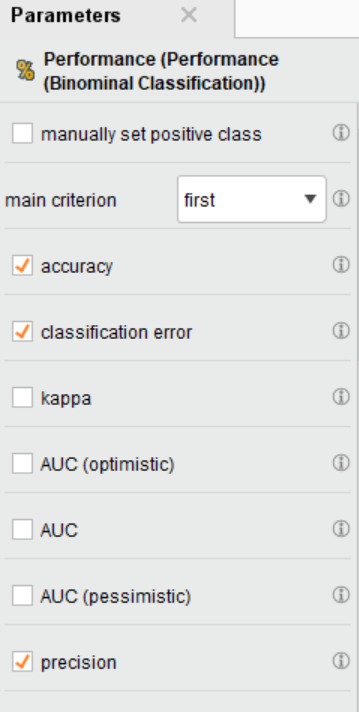 Parameters
Performance (Performance
(Binominal Classification))
manually set positive class
main criterion first
accuracy
classification error
kappa
AUC (optimistic)
AUC
AUC (pessimistic)
precision